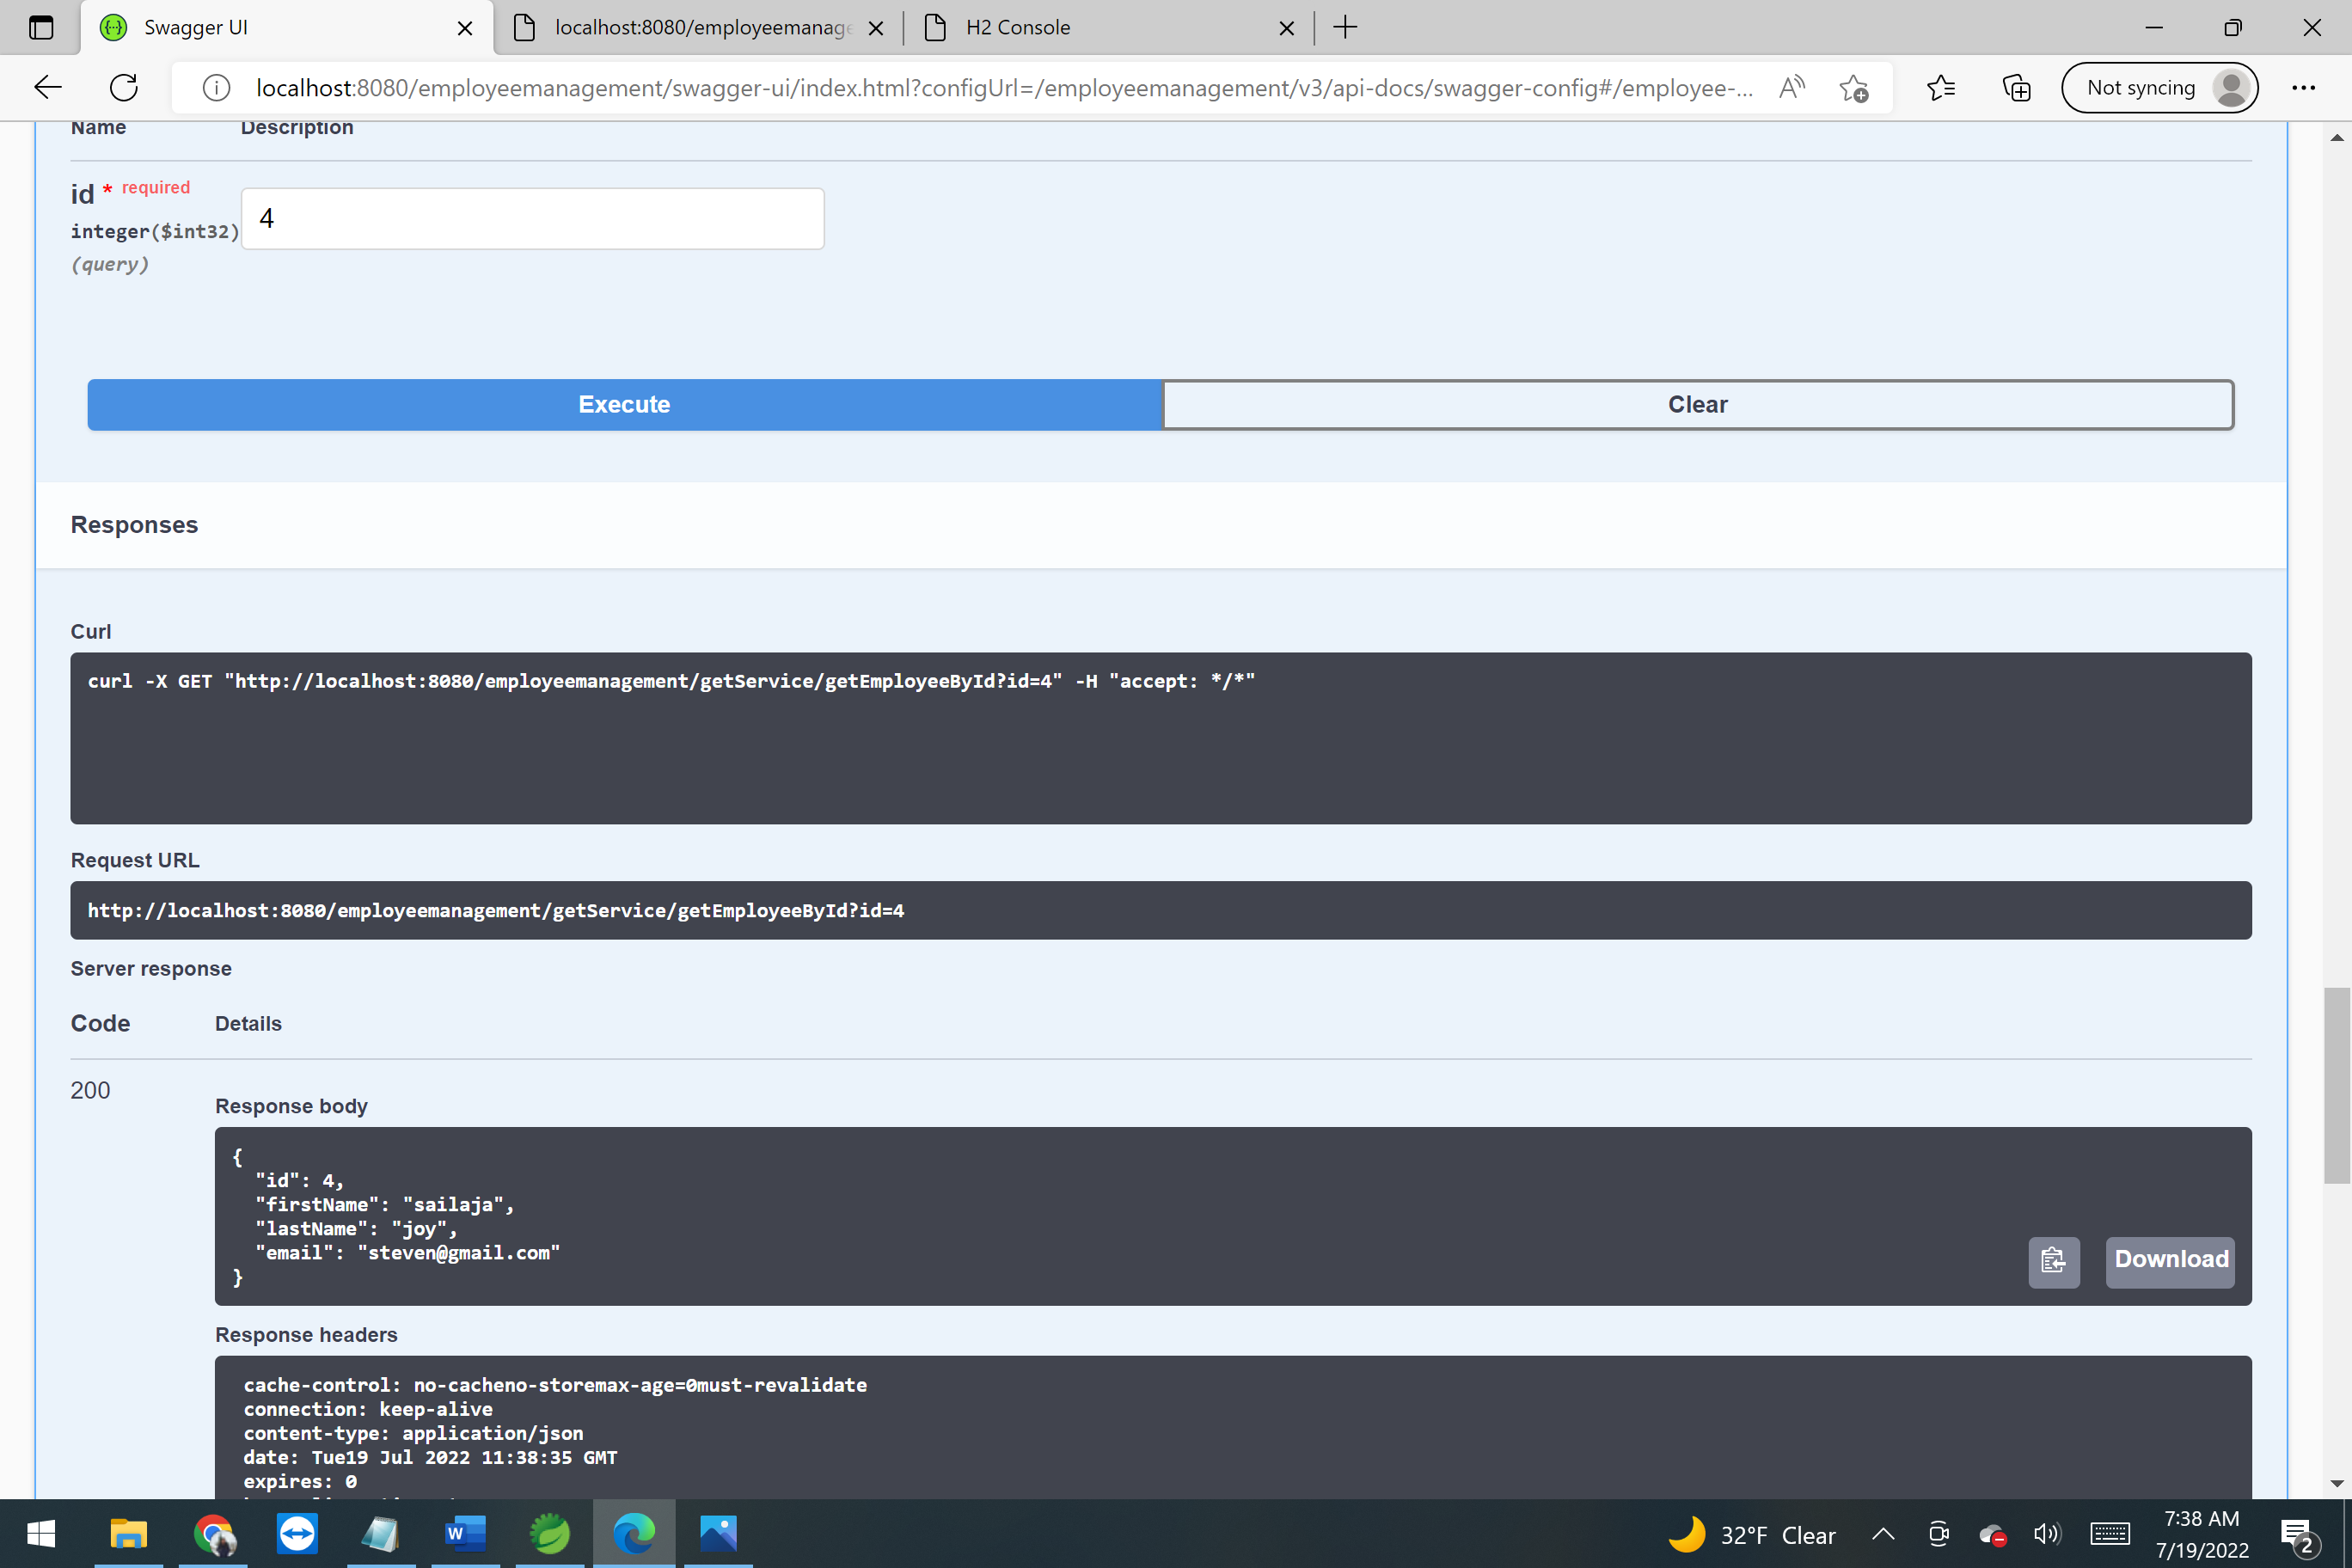 Swagger UI
localhost:8080/employeemanage
H2 Console
localhost:8080/employeemanagement/swagger-ui/index.html?configUrl=/employeemanagement/v3/api-docs/swagger-config#/employee-...
Not syncing
Name Description
id * required
integer($int32)
(query)
4
Execute Clear
Responses
Curl
curl -X GET "http://localhost:8080/employeemanagement/getService/getEmployeeById?id=4" -H "accept: */*"
Request URL
http://localhost:8080/employeemanagement/getService/getEmployeeById?id=4
Server response
Code Details
200
Response body
{
"id": 4,
"firstName": "sailaja",
"lastName": "joy",
"email": "steven@gmail.com"
}
Download
Response headers
cache-control: no-cacheno-storemax-age=0must-revalidate
connection: keep-alive
content-type: application/json
date: Tue19 Jul 2022 11:38:35 GMT
expires: 0
32°F Clear
7:38 AM
7/19/2022
2